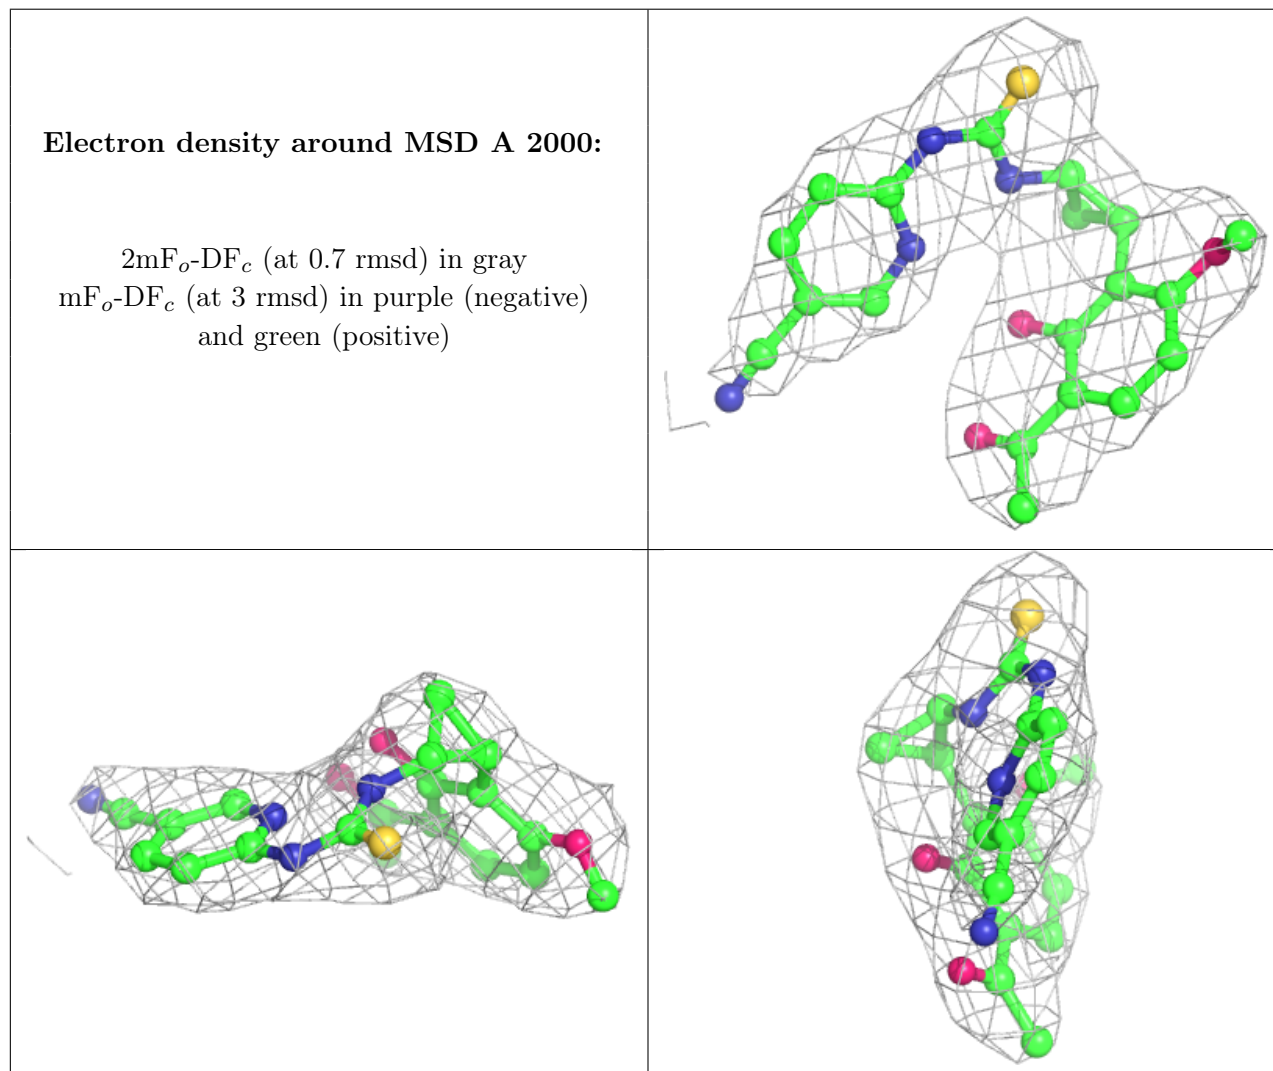 Electron density around MSD A 2000:
2mFo-DFc (at 0.7 rmsd) in gray
mFo-DFc (at 3 rmsd) in purple (negative)
and green (positive)